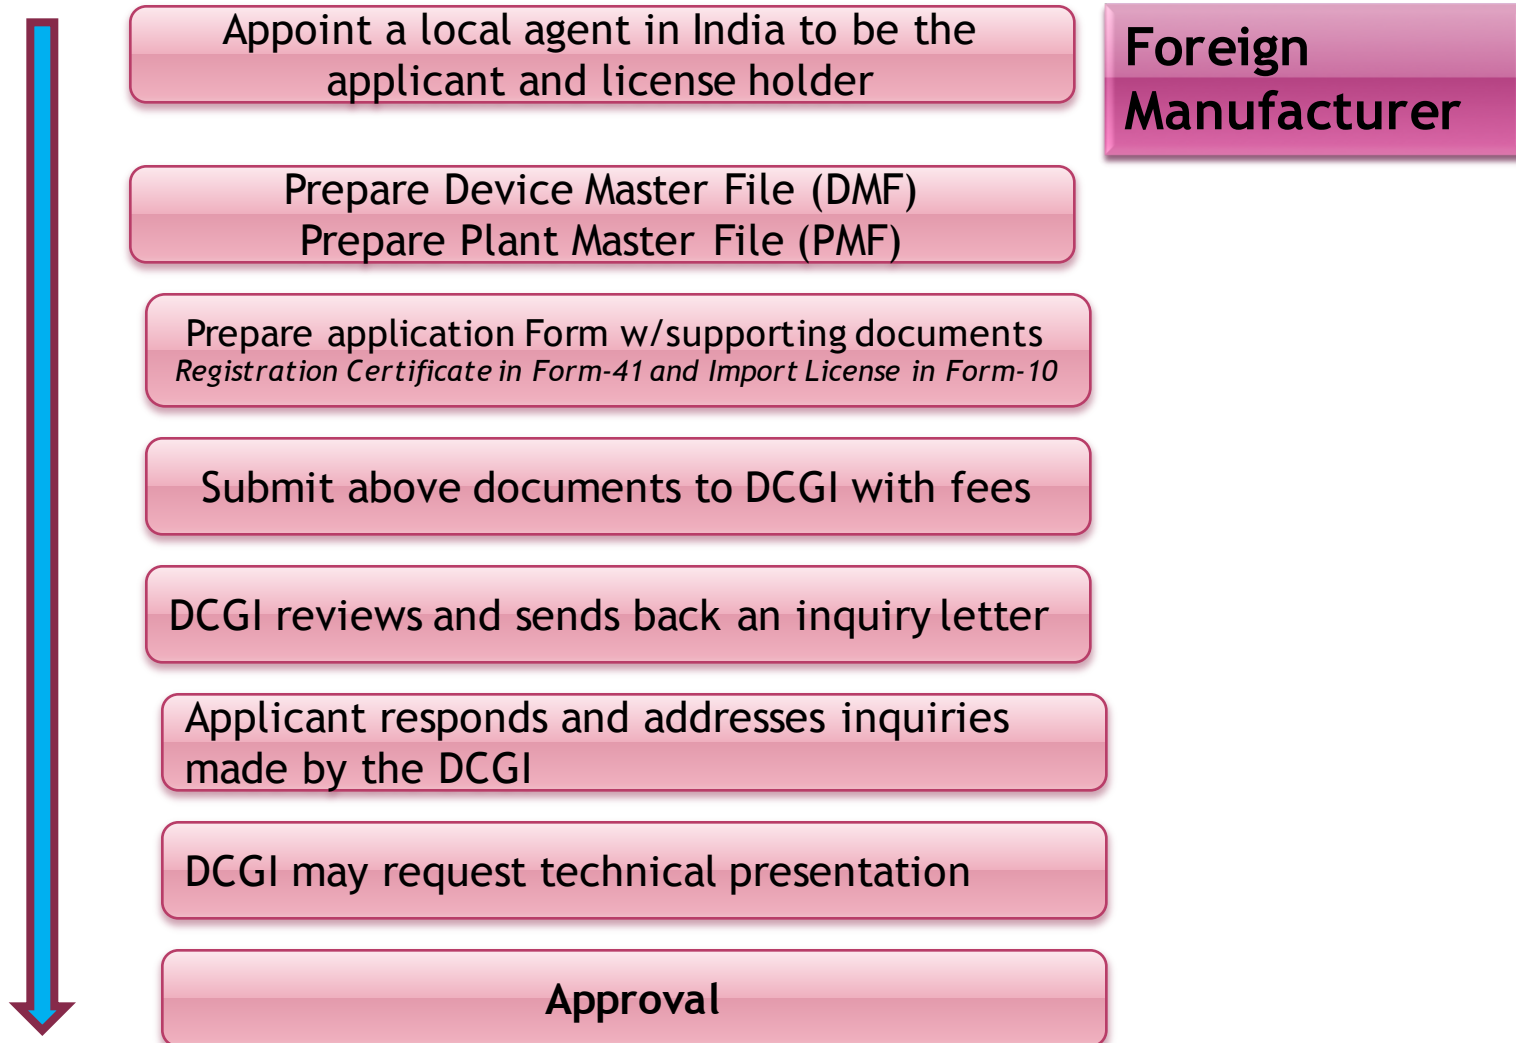 Appoint a local agent in India to be the
applicant and license holder
Foreign
Manufacturer
Prepare Device Master File (DMF)
Prepare Plant Master File (PMF)
Prepare application Form w/supporting documents
Registration Certificate in Form-41 and Import License in Form-10
Submit above documents to DCGI with fees
DCGI reviews and sends back an inquiry letter
Applicant responds and addresses inquiries
made by the DCGI
DCGI may request technical presentation
Approval